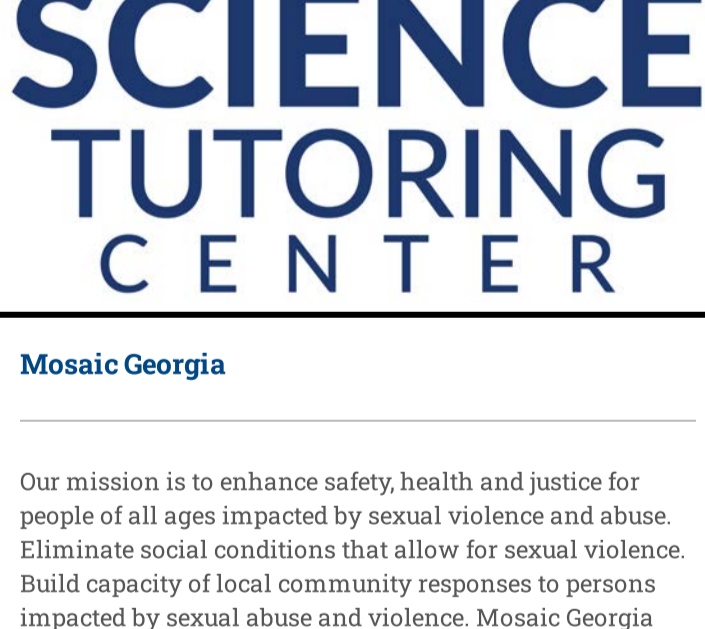 SCIENCE
TUTORING
CENTER
Mosaic Georgia
Our mission is to enhance safety, health and justice for
people of all ages impacted by sexual violence and abuse.
Eliminate social conditions that allow for sexual violence.
Build capacity of local community responses to persons
impacted by sexual abuse and violence. Mosaic Georgia